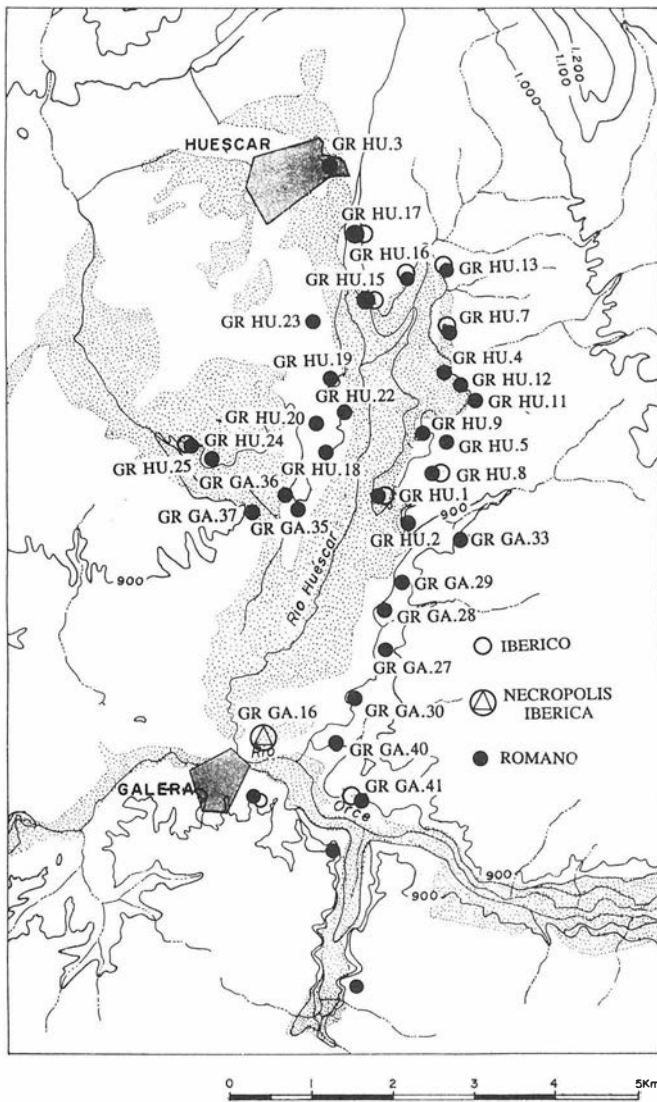 1.200
1.100
1.000
HUESCAR
GR HU.3
GR HU.17
GR HU.16
GR HU.13
GR HU.15
GR HU.23
GR HU.7
GR HU.4
GR HU.19
GR HU.12
GR HU.22
GR HU.11
GR HU.20
GR HU.9
GR HU.24
GR HU.5
GR HU.25
GR HU.18
GR HU.8
GR GA.36
GR HU.1
GR GA.37
GR GA.35
900
GR HU.2
GR GA.33
900
Rio Huescar
GR GA.29
GR GA.28
IBERICO
GR GA.27
NECROPOLIS
IBERICA
GR GA.30
GR GA.16
RIO
GR GA.40
ROMANO
GALERA
GR GA.41
Orce
900
900
0 1 2 3 4 5Km